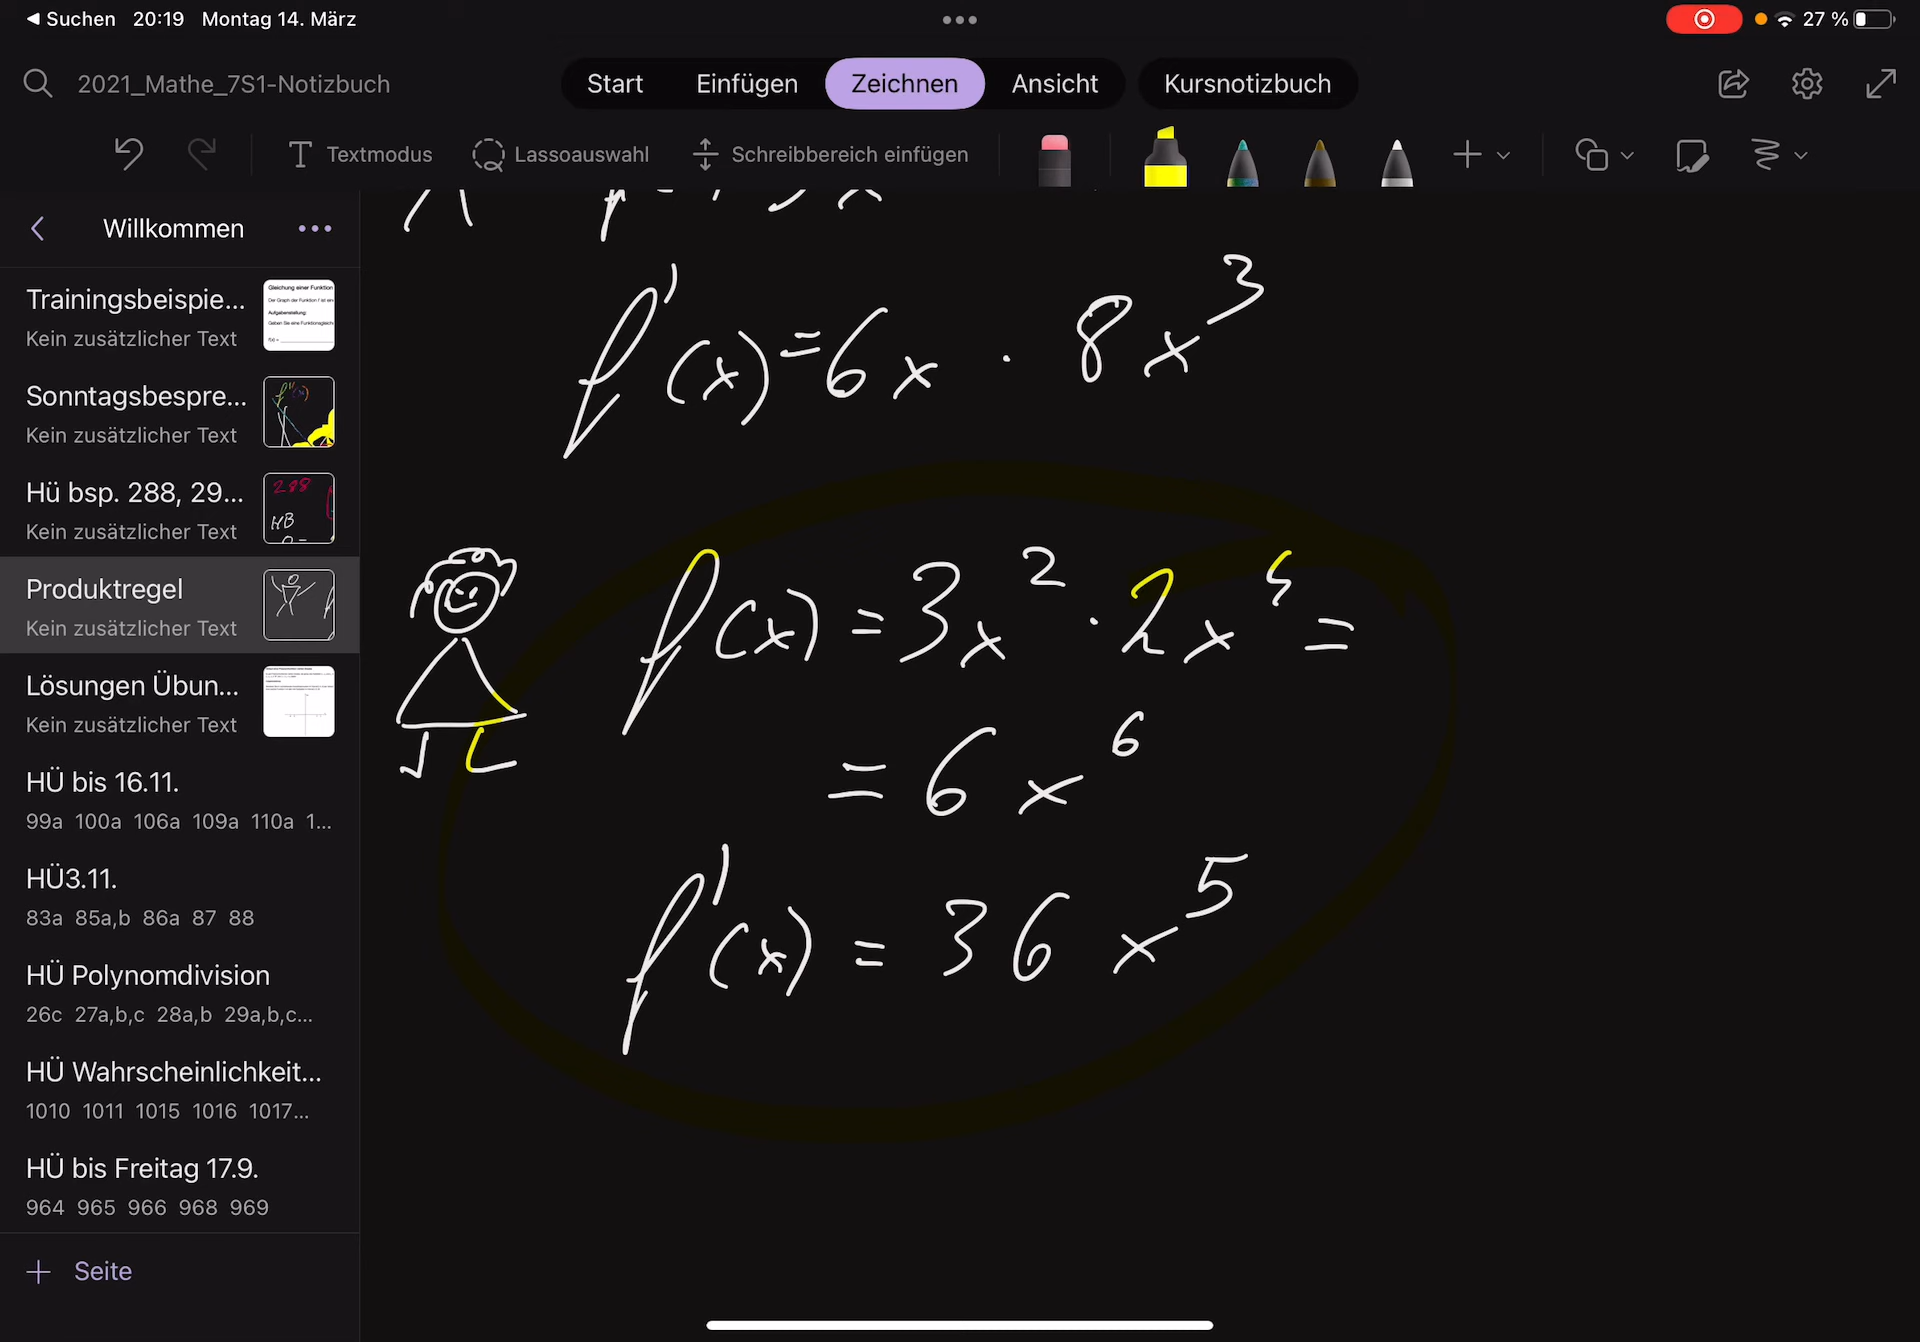 ◀ Suchen 20:19 Montag 14. März
27 %
2021_Mathe_7S1-Notizbuch
Start Einfügen Zeichnen Ansicht Kursnotizbuch
Textmodus Lassoauswahl Schreibbereich einfügen
Willkommen
Trainingsbeispie...
Kein zusätzlicher Text
Sonntagsbespre...
Kein zusätzlicher Text
Hü bsp. 288, 29...
Kein zusätzlicher Text
288
HB
Produktregel
Kein zusätzlicher Text
Lösungen Übun...
Kein zusätzlicher Text
HÜ bis 16.11.
99a 100a 106a 109a 110a 1...
HÜ3.11.
83a 85a,b 86a 87 88
HÜ Polynomdivision
26c 27a,b,c 28a,b 29a,b,c...
HÜ Wahrscheinlichkeit...
1010 1011 1015 1016 1017...
HÜ bis Freitag 17.9.
964 965 966 968 969
+ Seite
f'(x) = 6x · 8x³
f(x) = 3x² · 2x⁴ =
= 6x⁶
f'(x) = 36x⁵